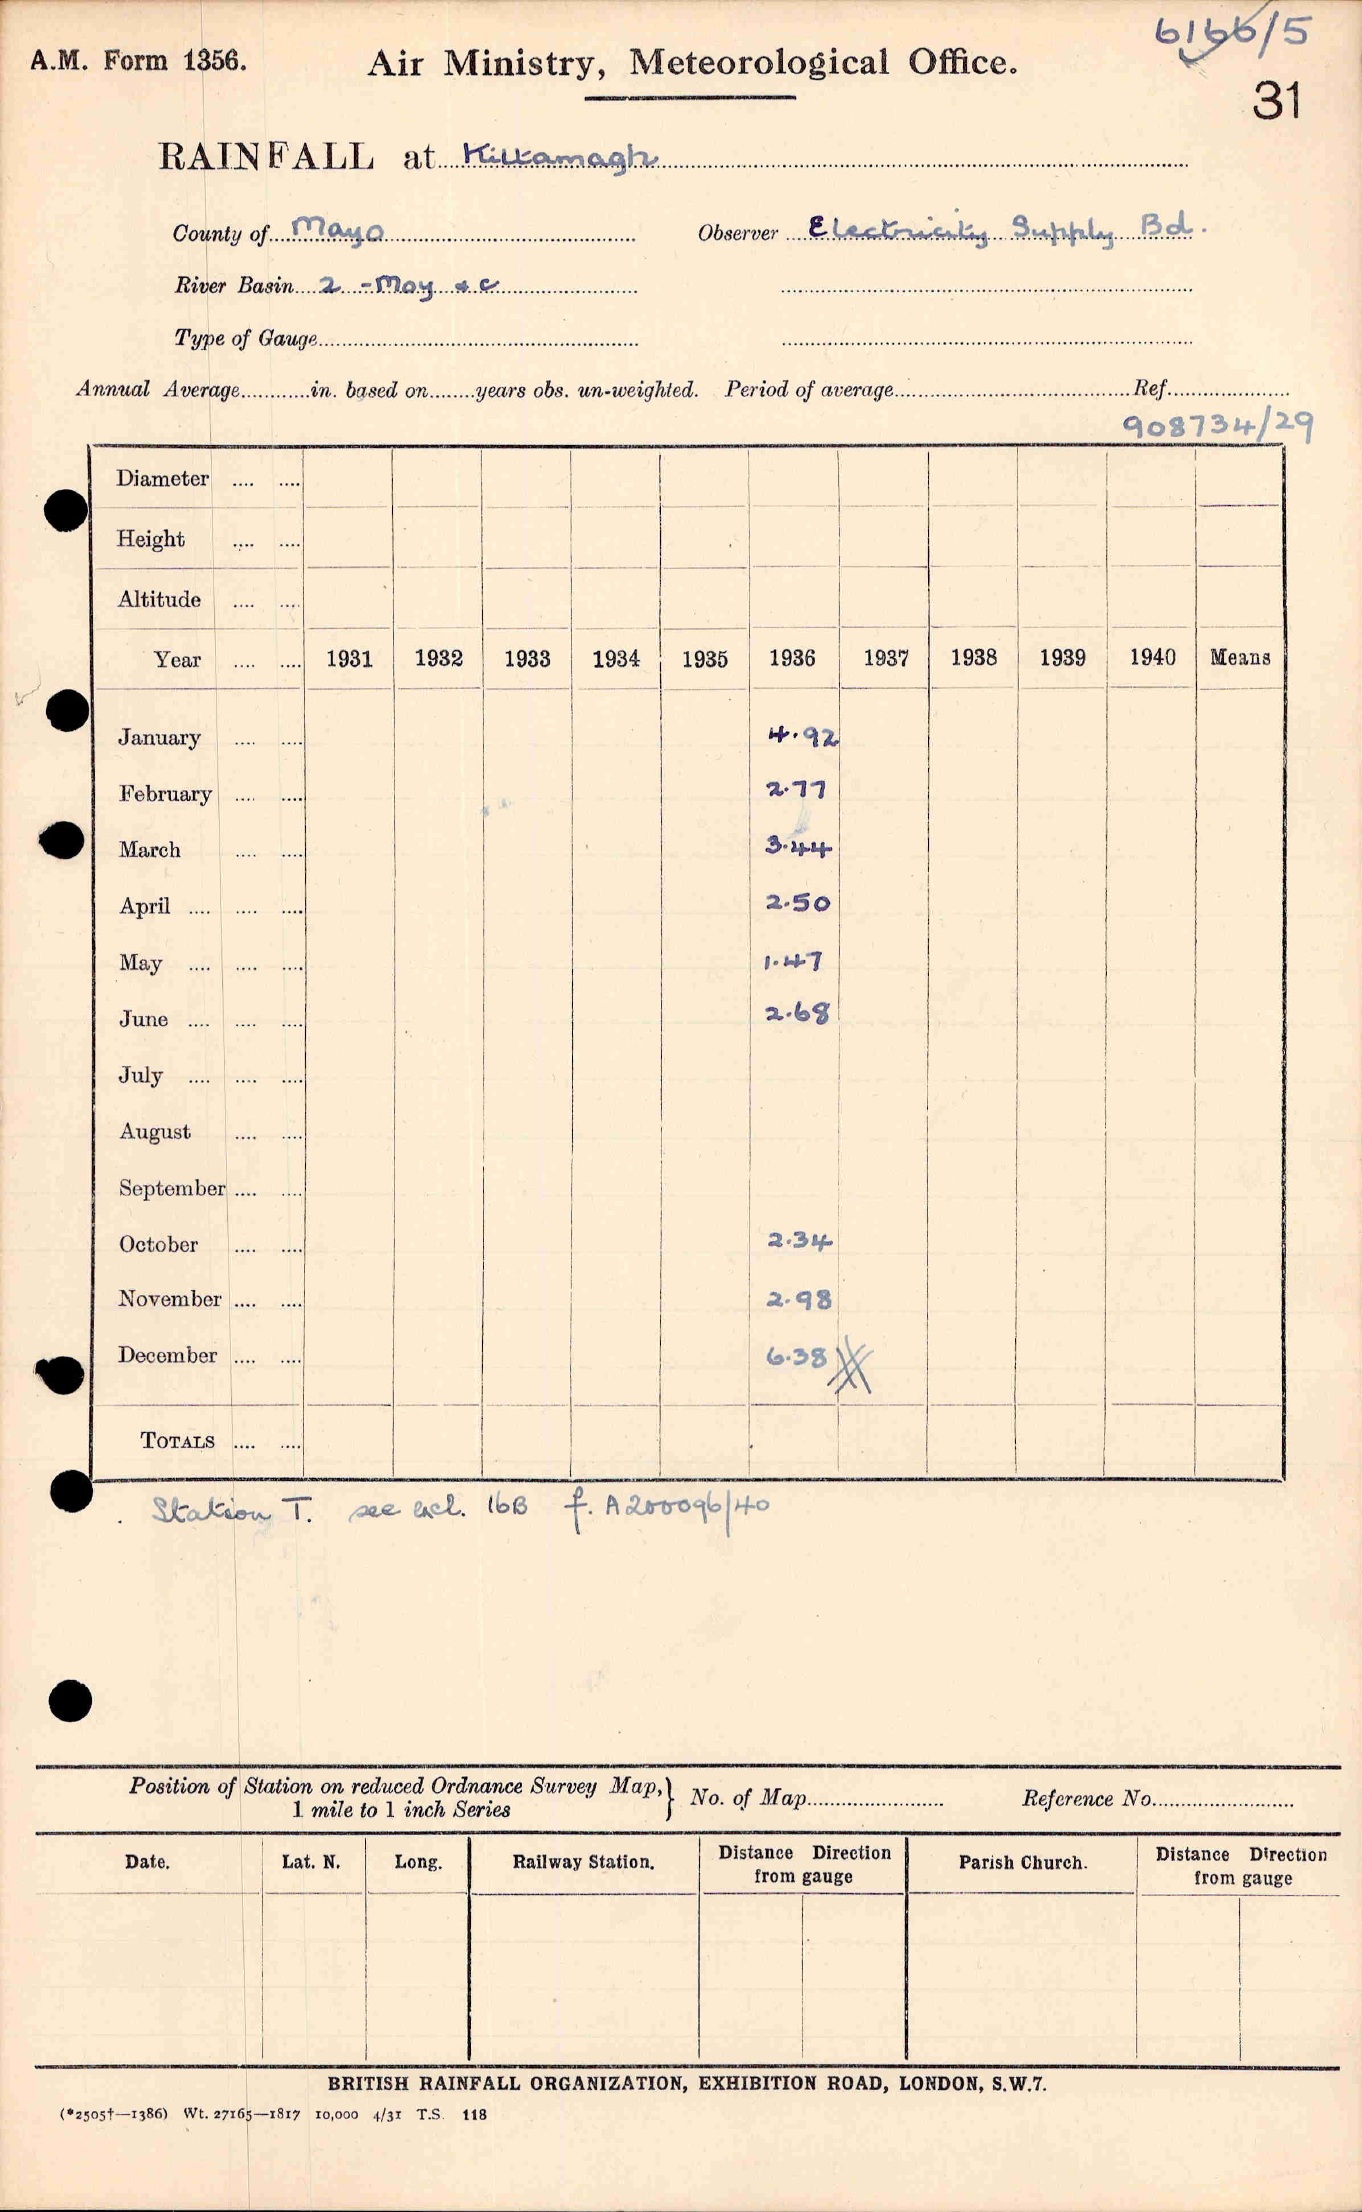 6166/5
A.M. Form 1356. Air Ministry, Meteorological Office.
31
RAINFALL at Kiltamagh
County of Mayo Observer Electricity Supply Bd.
River Basin 2 - Moy &c
Type of Gauge
Annual Average............in. based on........years obs. un-weighted. Period of average Ref.
908734/29
Diameter .... ....
Height .... ....
Altitude .... ....
Year .... .... 1931 1932 1933 1934 1935 1936 1937 1938 1939 1940 Means
January .... .... 4.92
February .... .... 2.77
March .... .... 3.44
April .... .... .... 2.50
May .... .... .... 1.47
June .... .... .... 2.68
July .... .... ....
August .... ....
September .... ....
October .... .... 2.34
November .... .... 2.98
December .... .... 6.38
TOTALS .... ....
Station T. see encl. 16B f. A200096/40
Position of Station on reduced Ordnance Survey Map, } No. of Map Reference No.
1 mile to 1 inch Series
Date. Lat. N. Long. Railway Station. Distance Direction from gauge Parish Church. Distance Direction from gauge
BRITISH RAINFALL ORGANIZATION, EXHIBITION ROAD, LONDON, S.W.7.
(*2505†—1386) Wt. 27165—1817 10,000 4/31 T.S. 118